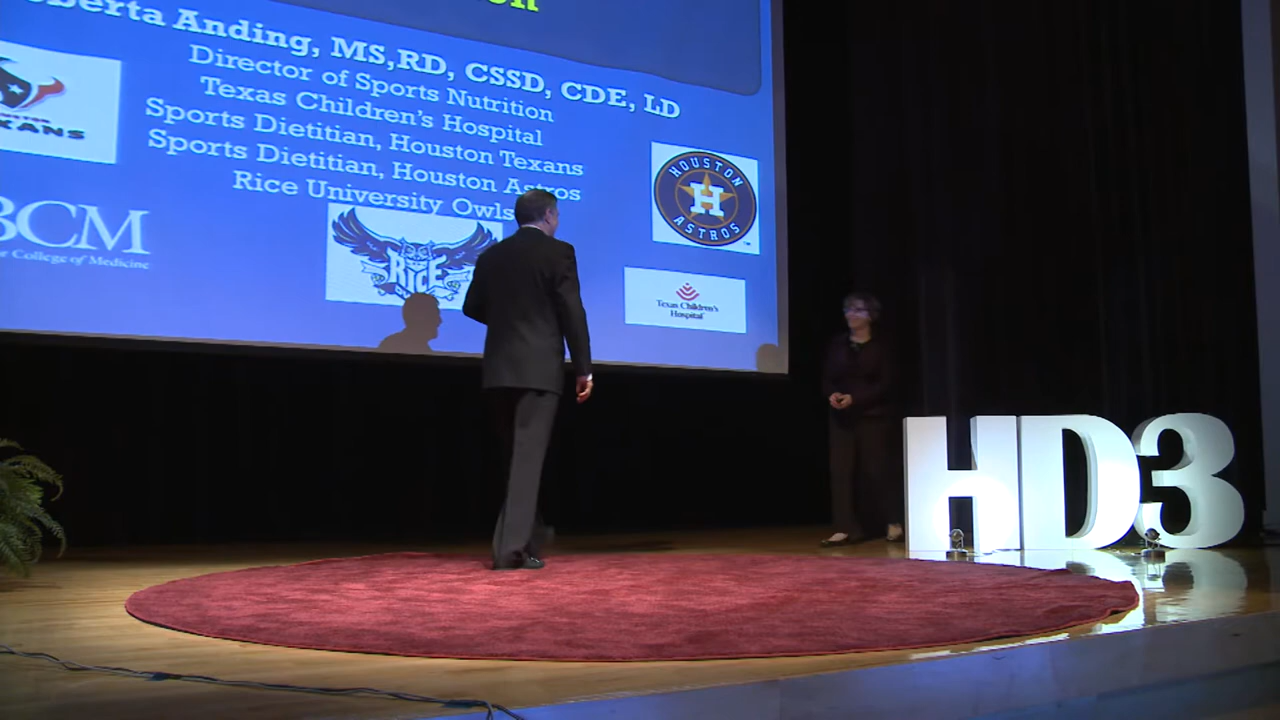 Anding, MS,RD, CSSD, CDE, LD
Director of Sports Nutrition
Texas Children's Hospital
Sports Dietitian, Houston Texans
Sports Dietitian, Houston Astros
Rice University Owls
HOUSTON
H
ASTROS
BCM
College of Medicine
RICE
Texas Children's
Hospital
HD3